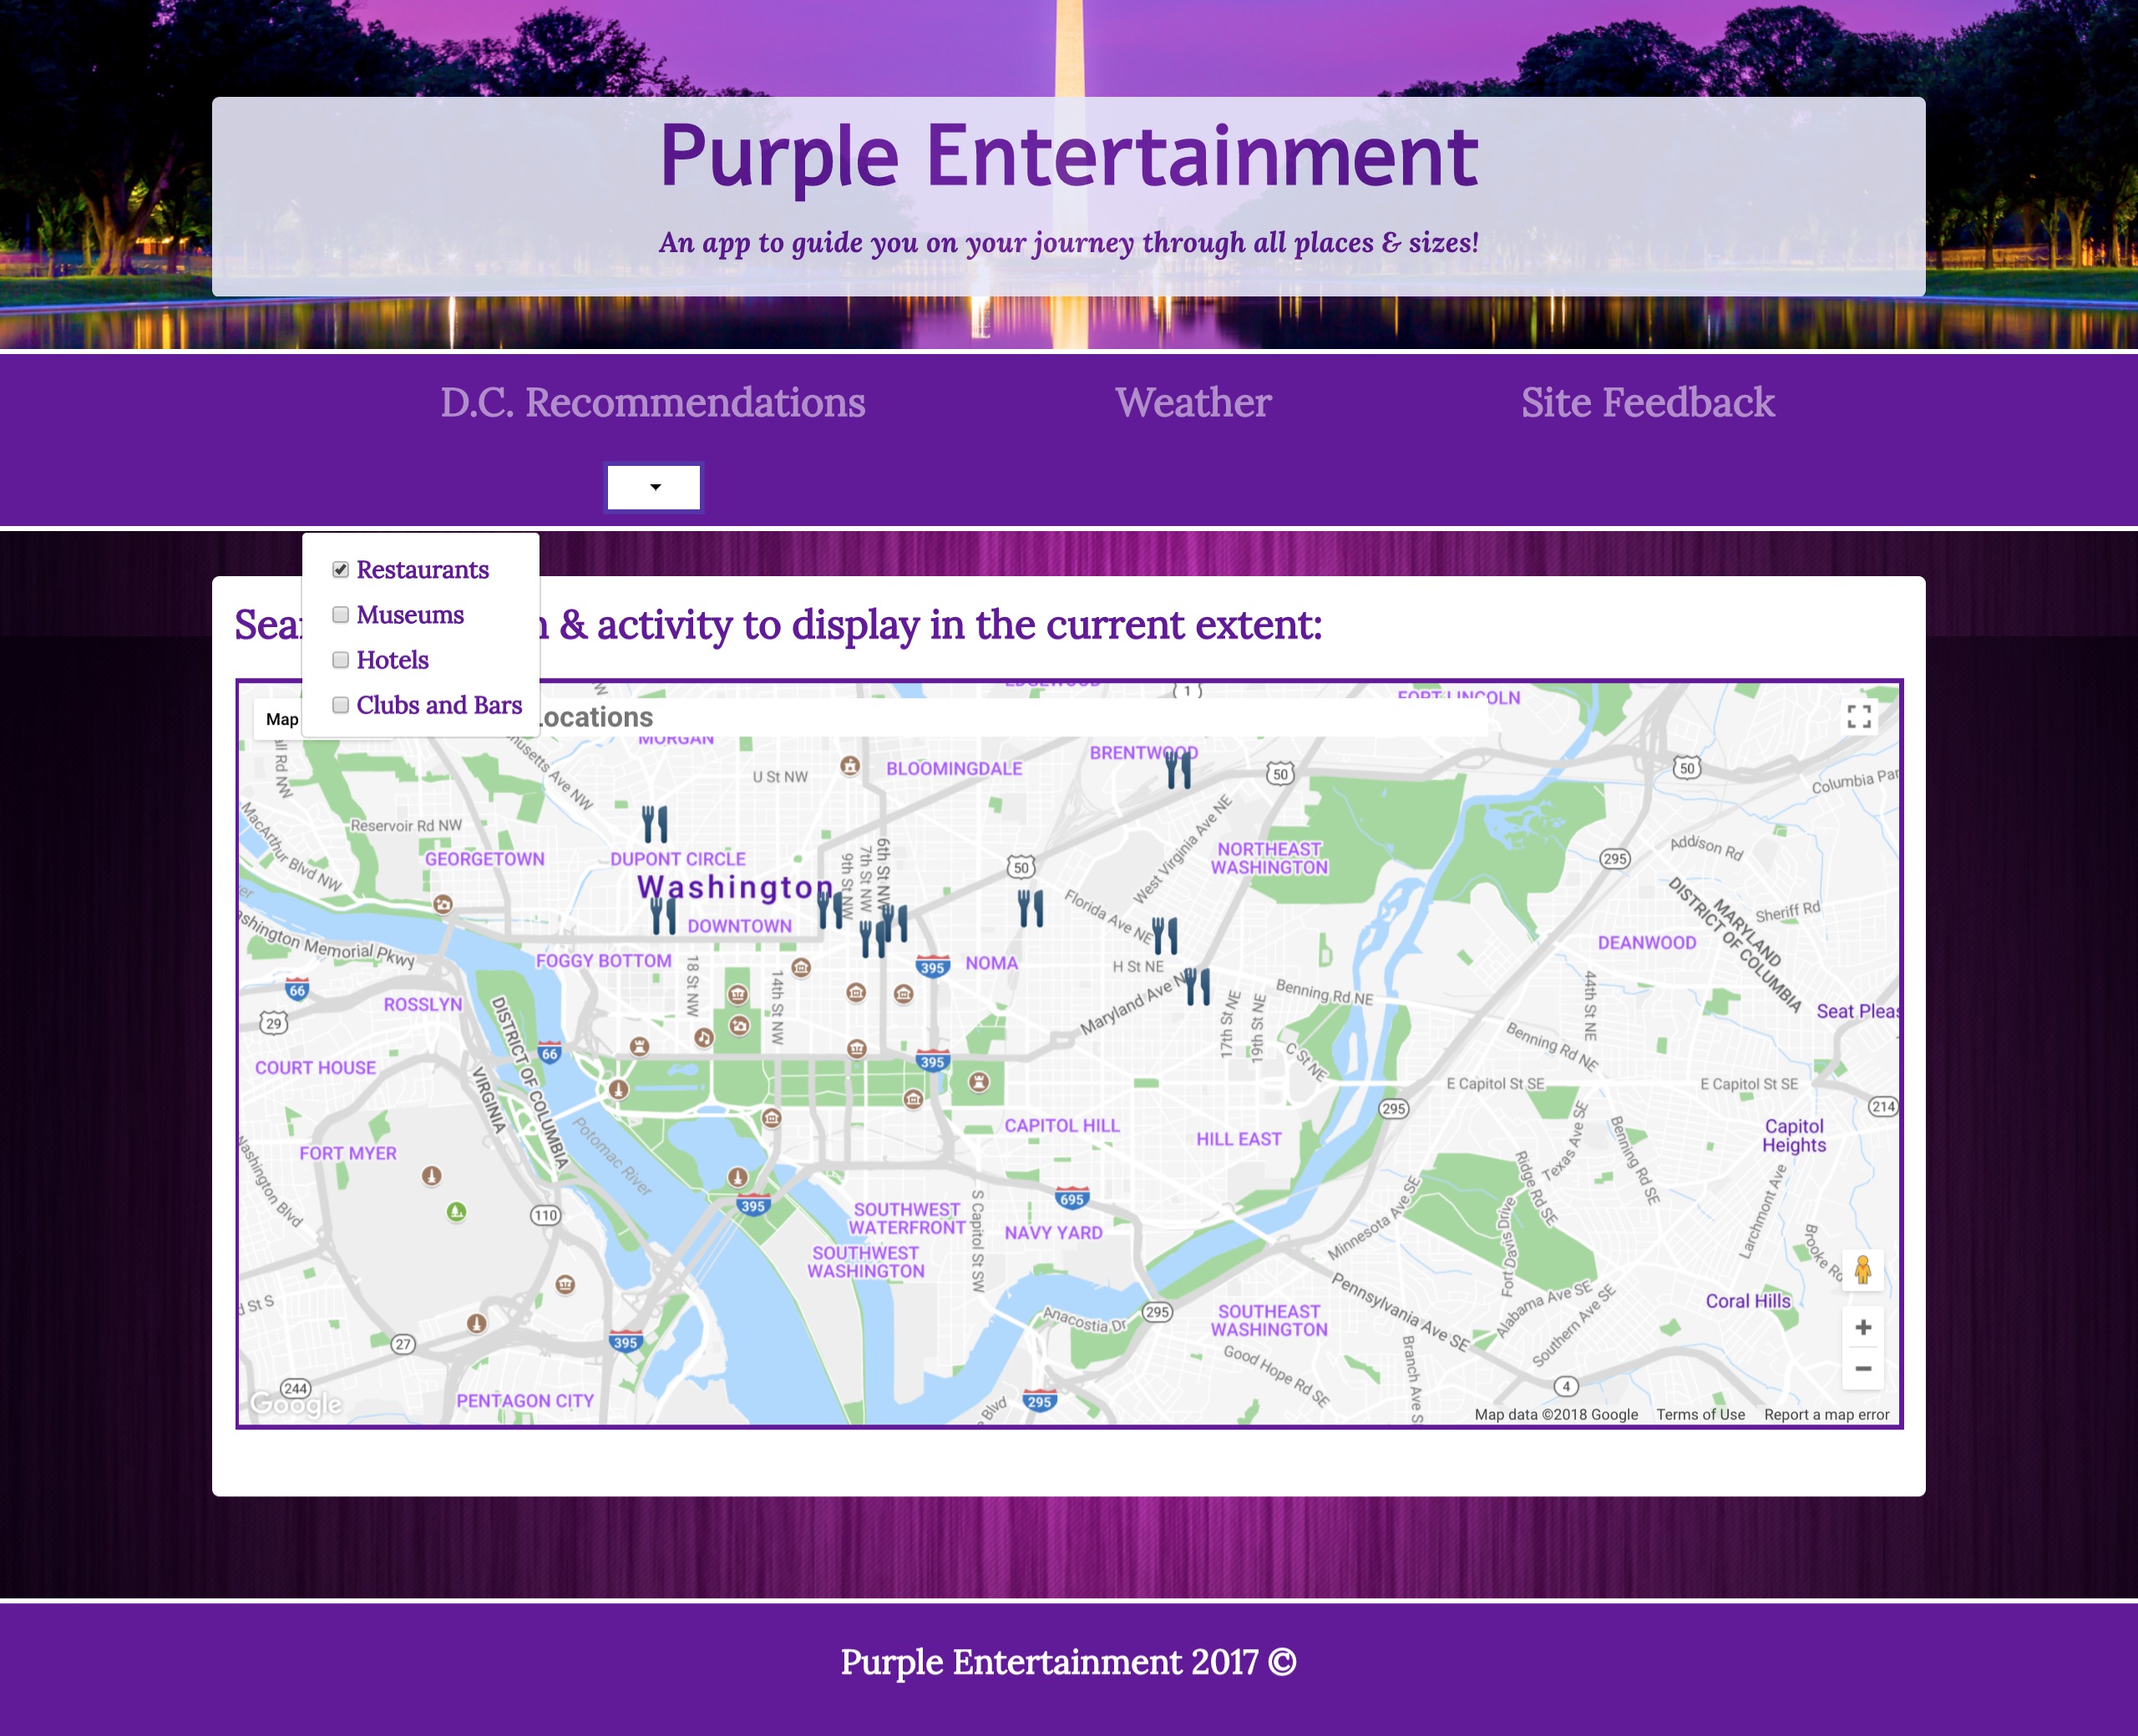 Purple Entertainment
An app to guide you on your journey through all places & sizes!
D.C. Recommendations
Weather
Site Feedback
Restaurants
Museums
Hotels
Clubs and Bars
& activity to display in the current extent:
Map
FORT LINCOLN
1
MORGAN
U St NW
BLOOMINGDALE
BRENTWOOD
50
50
Columbia
Reservoir Rd NW
MacArthur Blvd NW
GEORGETOWN
DUPONT CIRCLE
Washington
9th St NW
7th St NW
6th St NW
50
West Virginia Ave NE
NORTHEAST
WASHINGTON
295
Addison Rd
MARYLAND
DISTRICT OF COLUMBIA
Sheriff Rd
Florida Ave NE
DOWNTOWN
DEANWOOD
Memorial Pkwy
FOGGY BOTTOM
395
NOMA
H St NE
66
ROSSLYN
18 St NW
14th St NW
Maryland Ave
17th St NE
19th St NE
Benning Rd NE
44th St NE
Seat
29
DISTRICT OF COLUMBIA
VIRGINIA
66
395
C St NE
Benning Rd NE
COURT HOUSE
E Capitol St SE
E Capitol St SE
295
214
CAPITOL HILL
HILL EAST
Capitol
Heights
FORT MYER
Potomac River
Texas Ave SE
Benning Rd SE
Ridge Rd SE
Washington Blvd
110
395
695
SOUTHWEST
WATERFRONT
S Capitol St SW
NAVY YARD
Minnesota Ave SE
Fort Davis Drive
Larchmont Ave
Brooke Rd
SOUTHWEST
WASHINGTON
Pennsylvania Ave SE
Alabama Ave SE
Southern Ave SE
Coral Hills
Anacostia Dr
295
SOUTHEAST
WASHINGTON
27
395
Good Hope Rd SE
Branch Ave
244
Google
PENTAGON CITY
295
4
Map data ©2018 Google
Terms of Use
Report a map error
Purple Entertainment 2017 ©